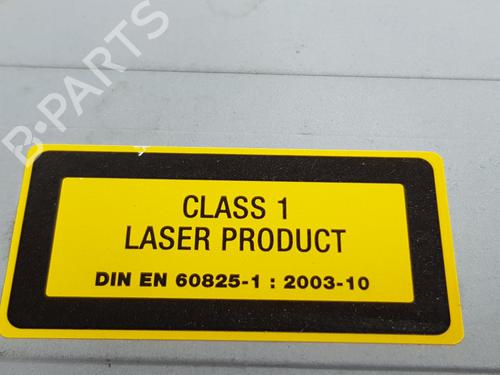 B-PARTS
CLASS 1
LASER PRODUCT
DIN EN 60825-1 : 2003-10